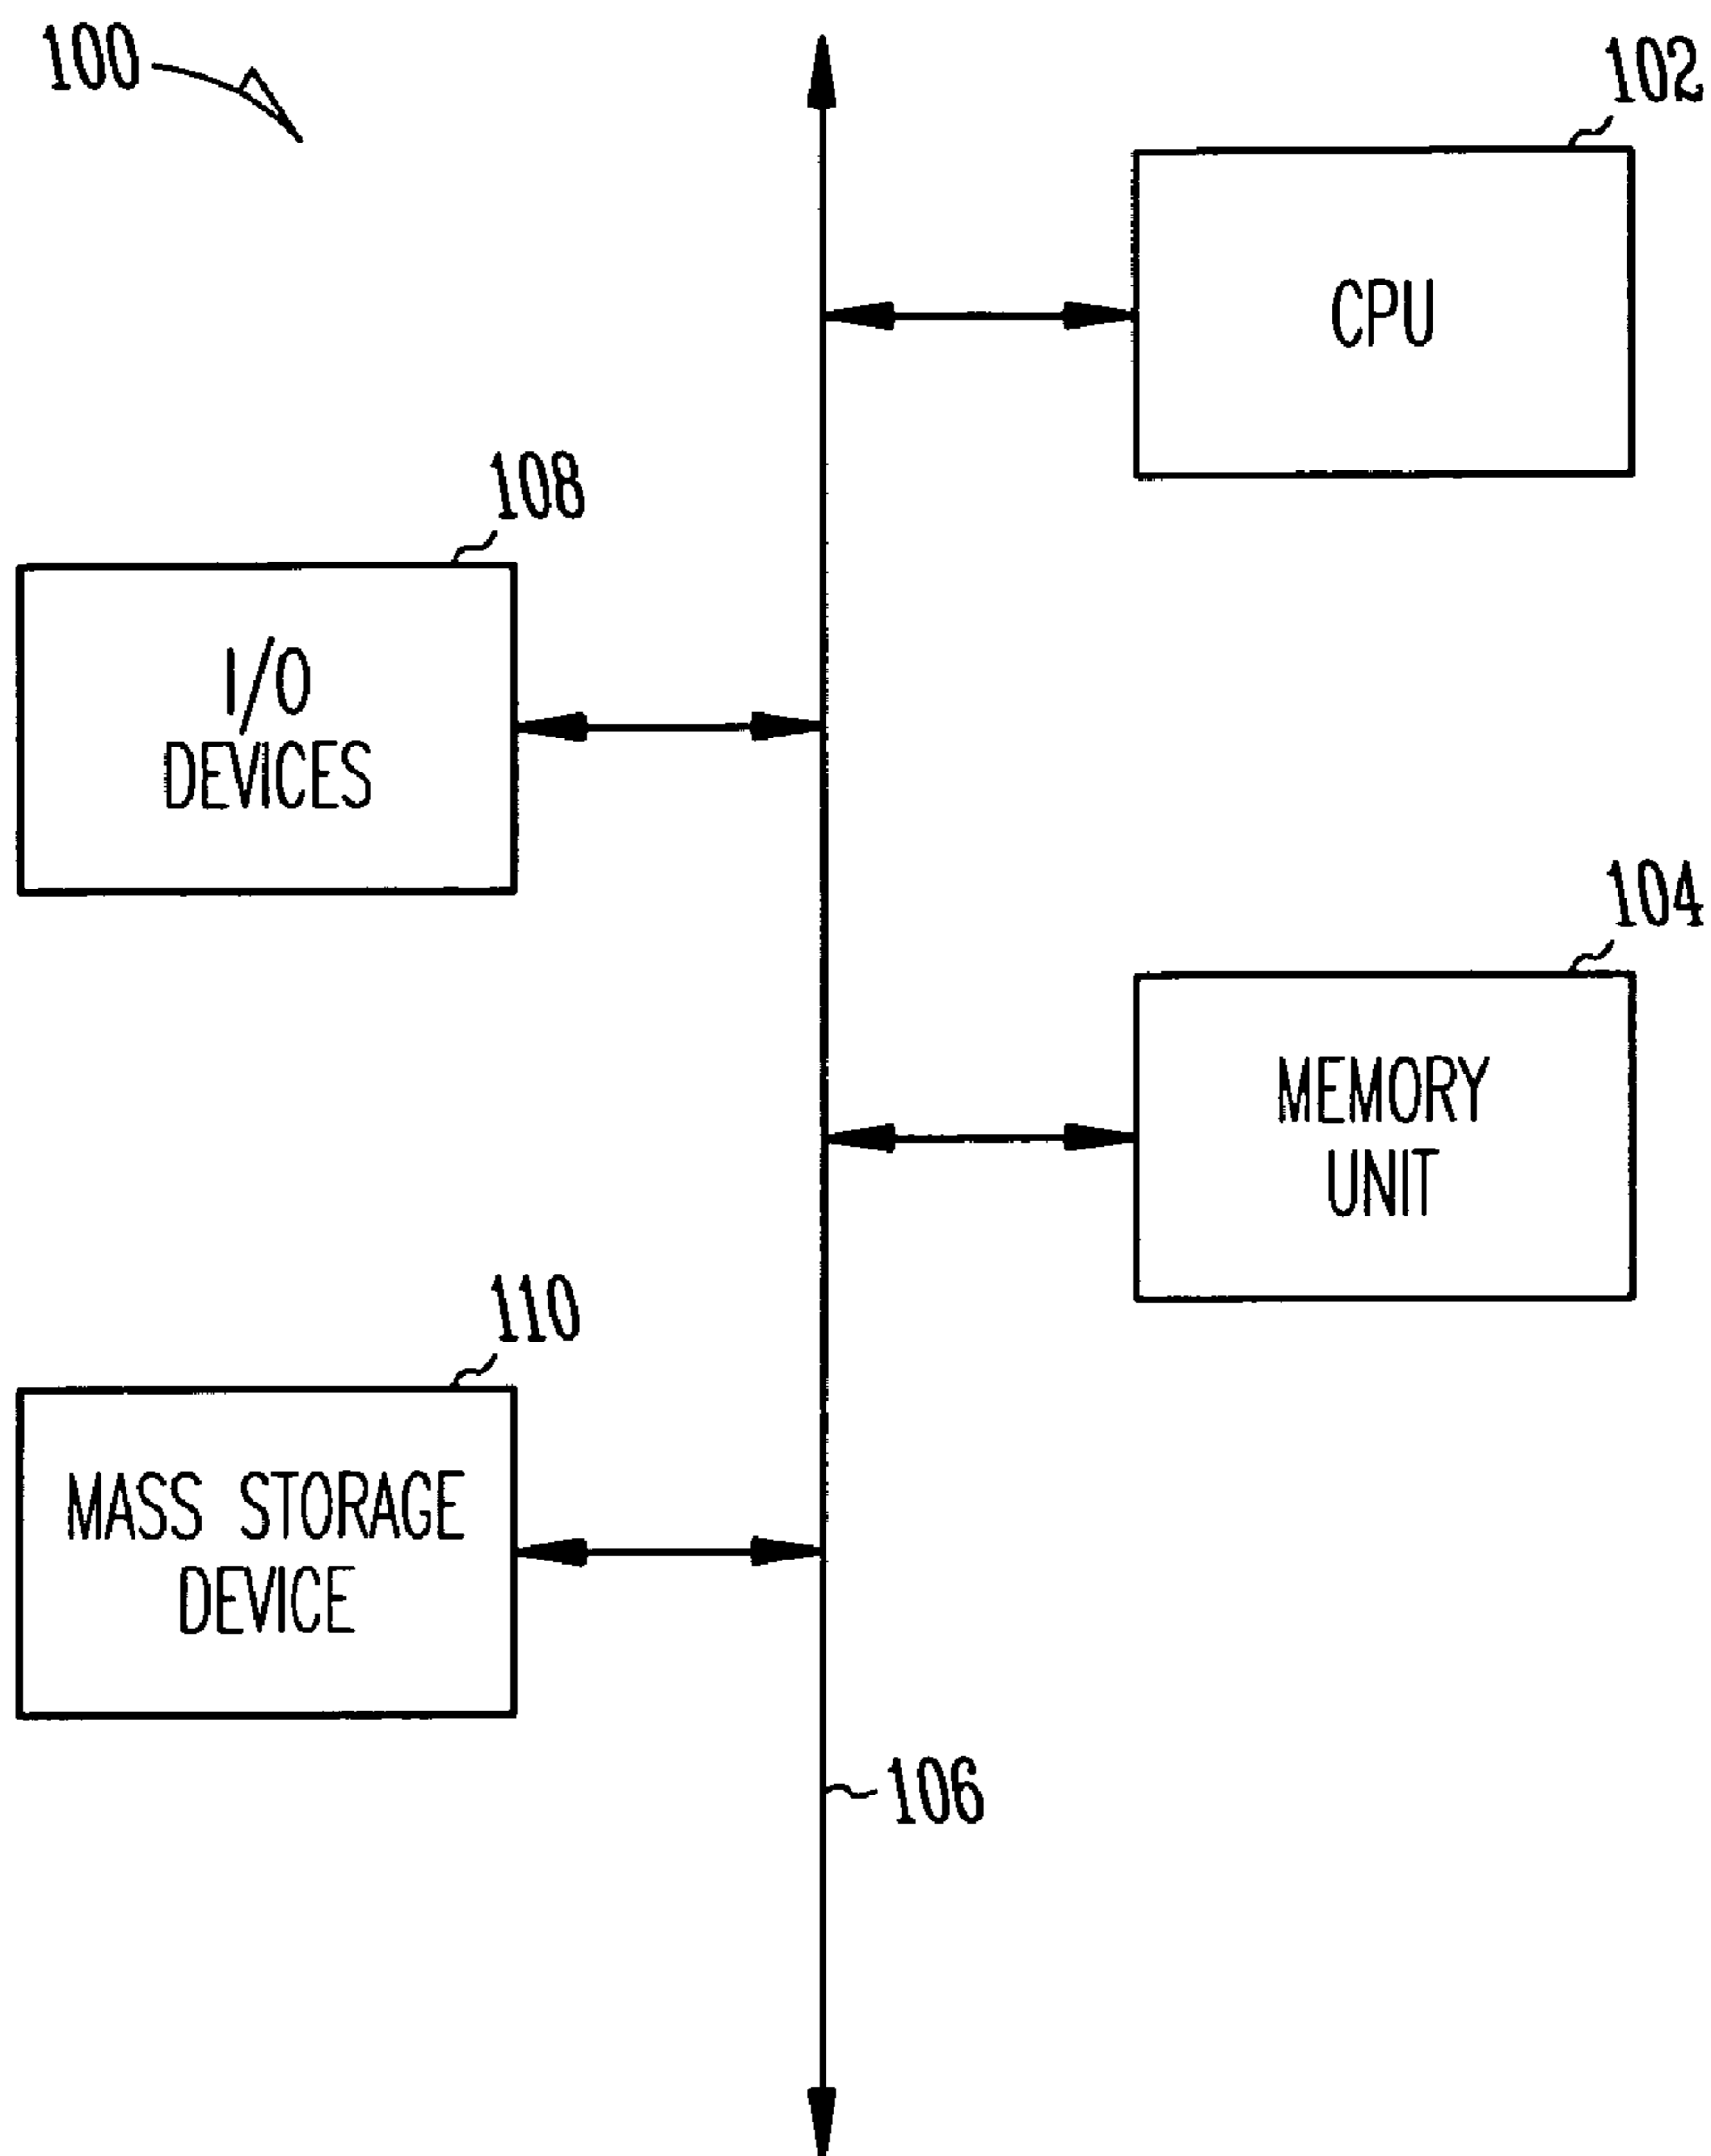 100
102
CPU
108
I/O
DEVICES
104
MEMORY
UNIT
110
MASS STORAGE
DEVICE
106